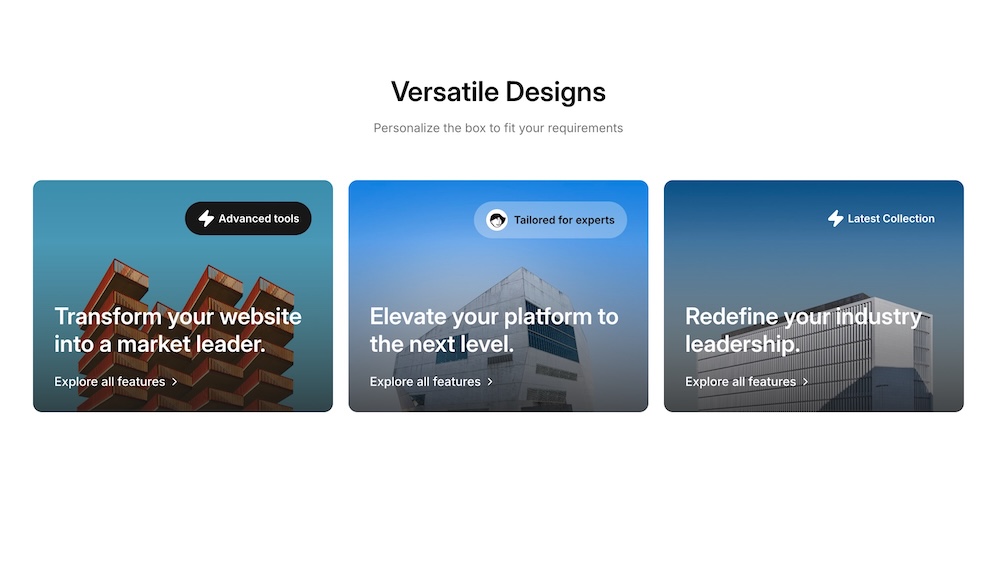 Versatile Designs
Personalize the box to fit your requirements
Advanced tools
Transform your website
into a market leader.
Explore all features
Tailored for experts
Elevate your platform to
the next level.
Explore all features
Latest Collection
Redefine your industry
leadership.
Explore all features